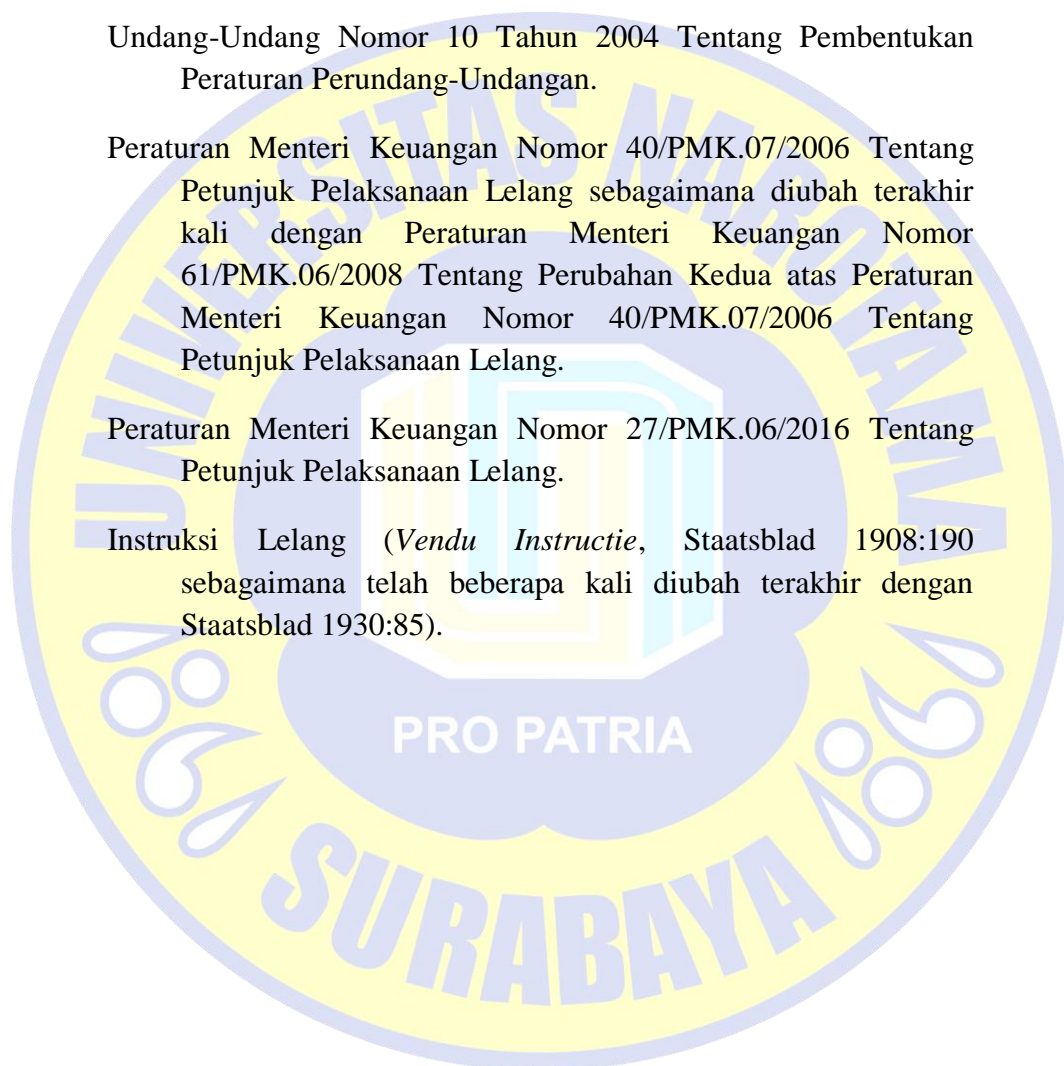 Undang-Undang Nomor 10 Tahun 2004 Tentang Pembentukan
Peraturan Perundang-Undangan.
Peraturan Menteri Keuangan Nomor 40/PMK.07/2006 Tentang
Petunjuk Pelaksanaan Lelang sebagaimana diubah terakhir
kali dengan Peraturan Menteri Keuangan Nomor
61/PMK.06/2008 Tentang Perubahan Kedua atas Peraturan
Menteri Keuangan Nomor 40/PMK.07/2006 Tentang
Petunjuk Pelaksanaan Lelang.
Peraturan Menteri Keuangan Nomor 27/PMK.06/2016 Tentang
Petunjuk Pelaksanaan Lelang.
Instruksi Lelang (Vendu Instructie, Staatsblad 1908:190
sebagaimana telah beberapa kali diubah terakhir dengan
Staatsblad 1930:85).
UNIVERSITAS NAROTAMA
PRO PATRIA
SURABAYA